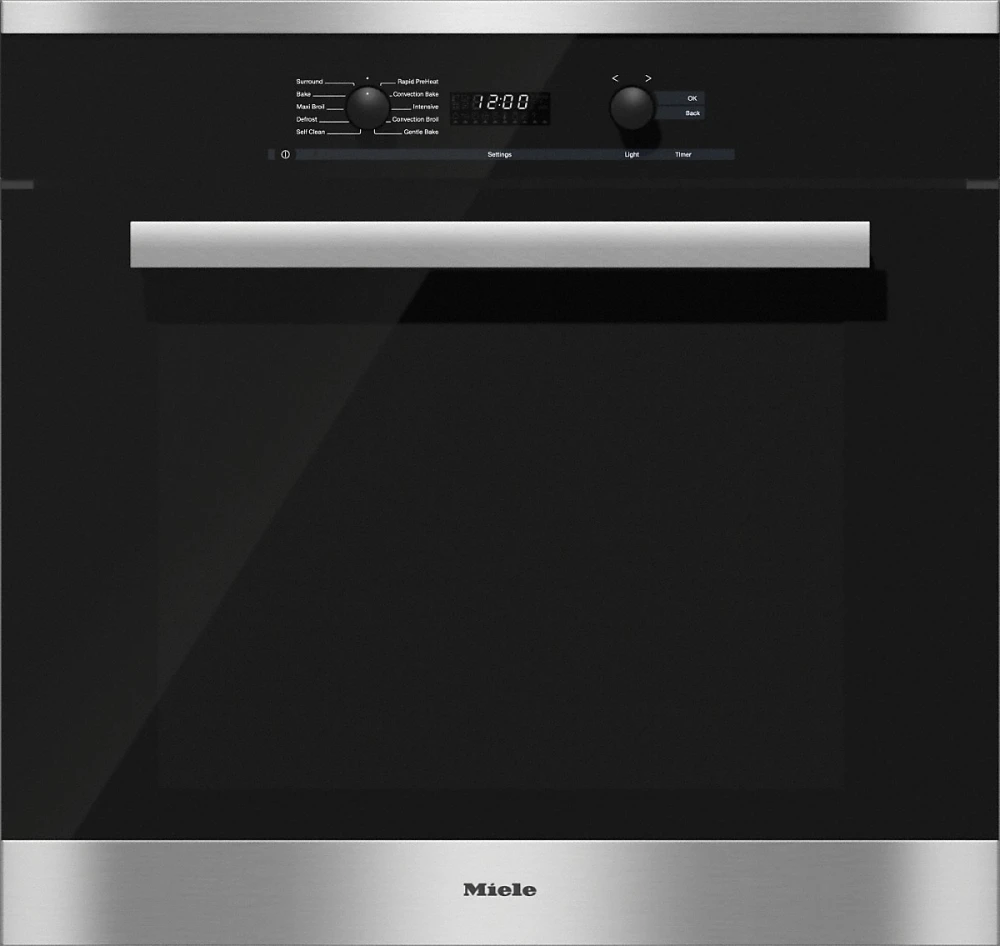 Surround
Rapid PreHeat
Bake
Convection Bake
Maxi Broil
Intensive
Defrost
Convection Broil
Self Clean
Gentle Bake
12:00
< >
OK
Back
Settings
Light
Timer
Miele